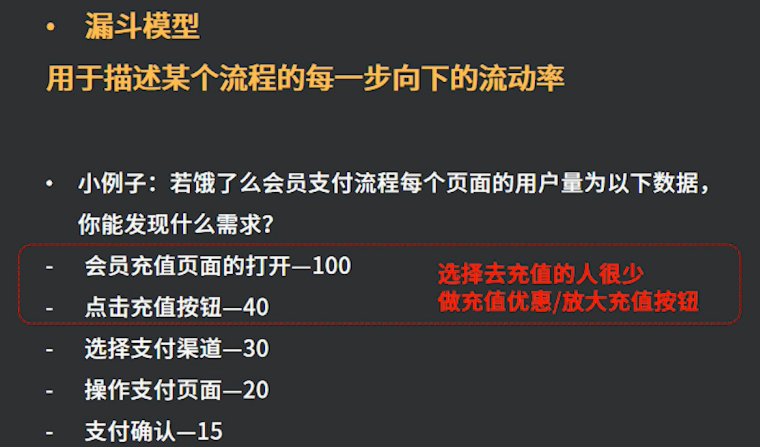 • 漏斗模型
用于描述某个流程的每一步向下的流动率
• 小例子：若饿了么会员支付流程每个页面的用户量为以下数据，
你能发现什么需求？
- 会员充值页面的打开—100
- 点击充值按钮—40
选择去充值的人很少
做充值优惠/放大充值按钮
- 选择支付渠道—30
- 操作支付页面—20
- 支付确认—15